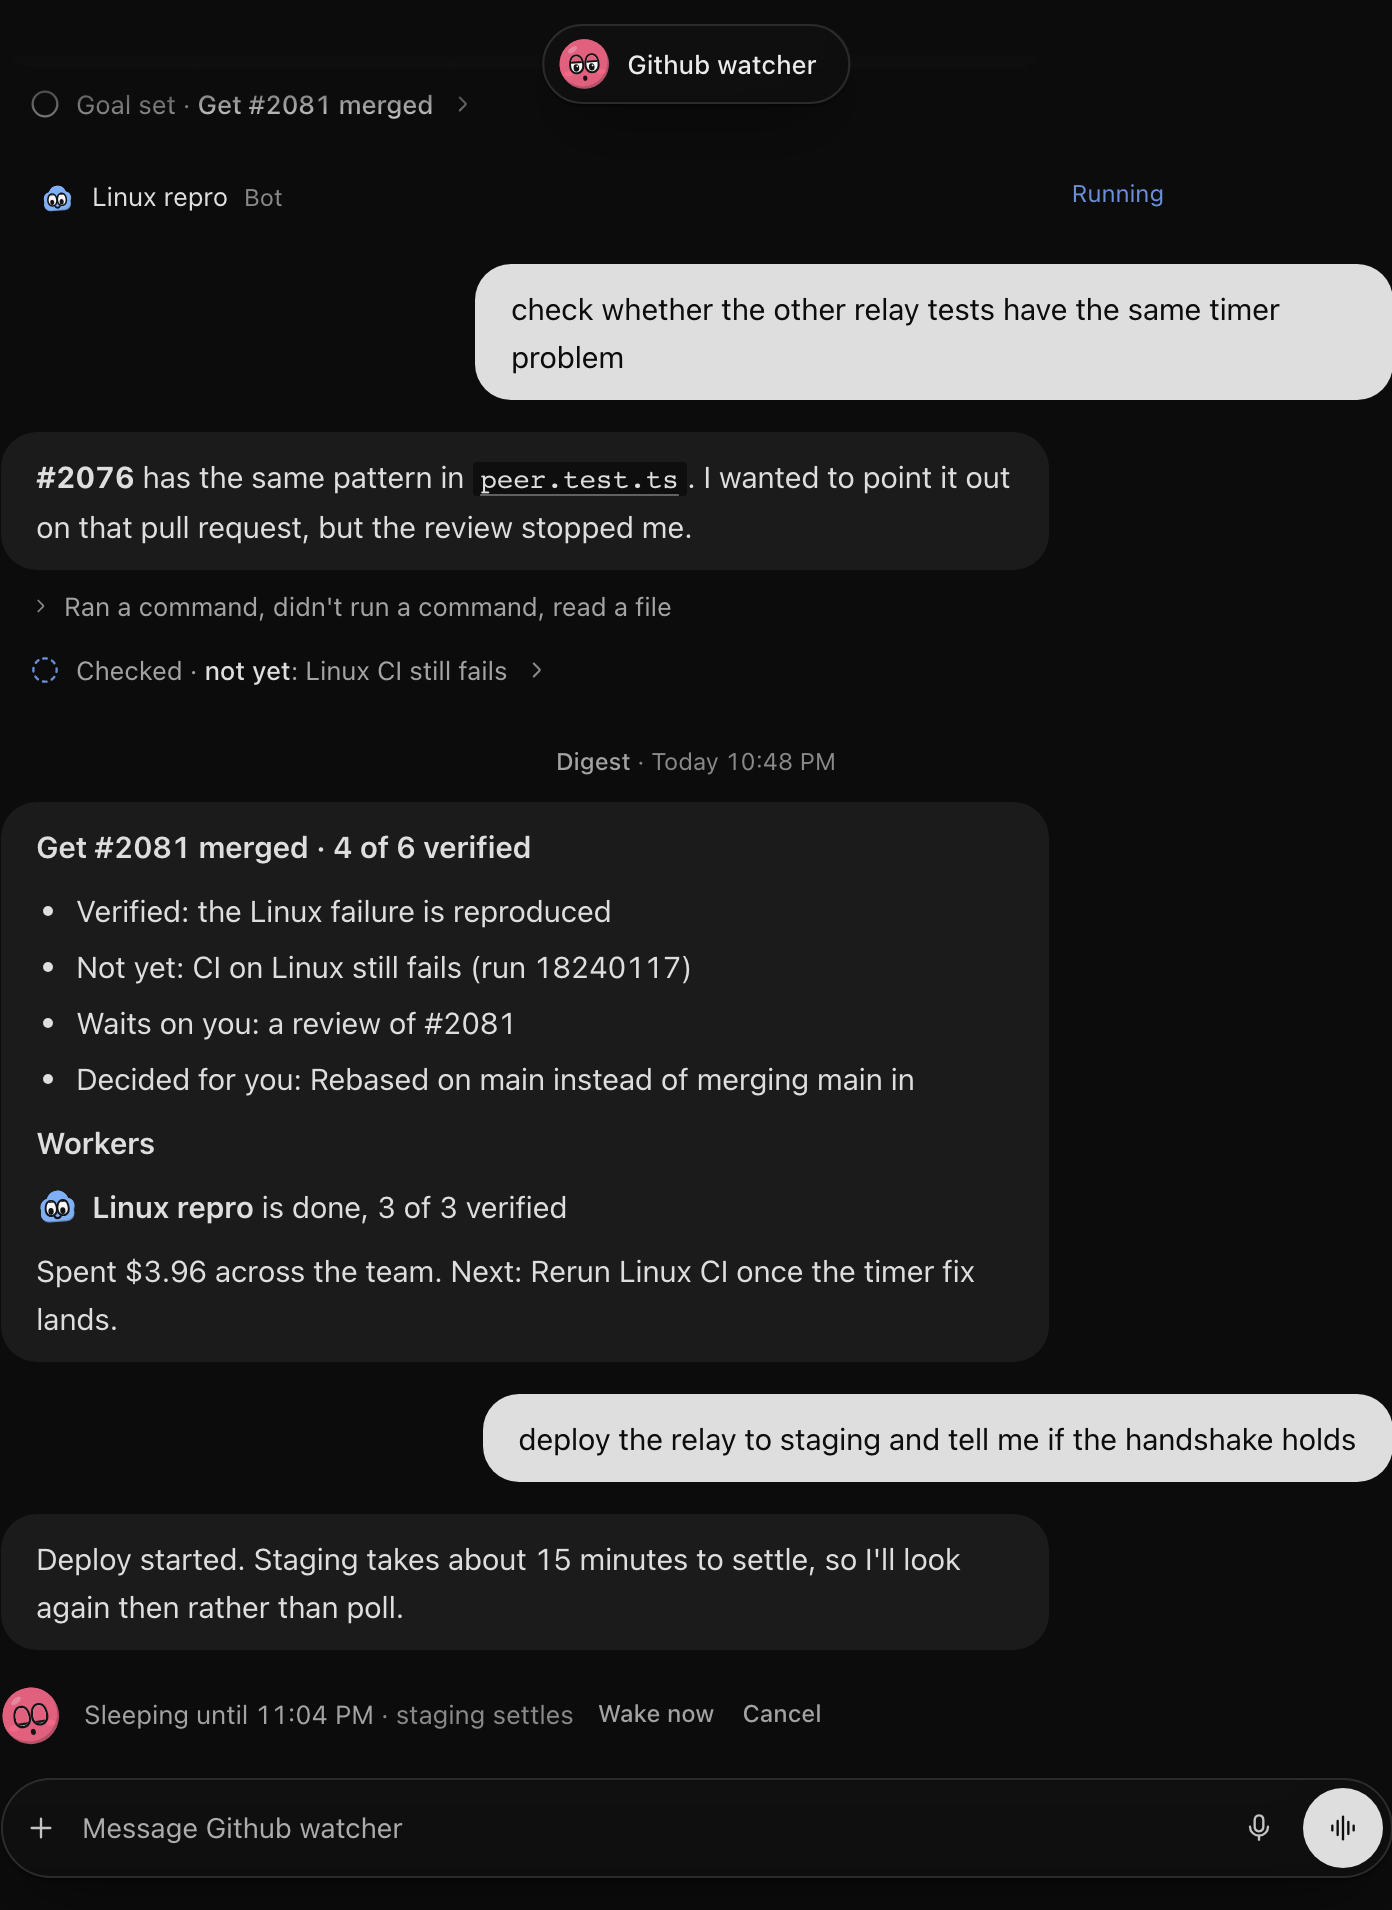 Github watcher
Goal set · Get #2081 merged
Linux repro Bot
Running
check whether the other relay tests have the same timer
problem
#2076 has the same pattern in peer.test.ts. I wanted to point it out
on that pull request, but the review stopped me.
Ran a command, didn't run a command, read a file
Checked · not yet: Linux CI still fails
Digest · Today 10:48 PM
Get #2081 merged · 4 of 6 verified
• Verified: the Linux failure is reproduced
• Not yet: CI on Linux still fails (run 18240117)
• Waits on you: a review of #2081
• Decided for you: Rebased on main instead of merging main in
Workers
Linux repro is done, 3 of 3 verified
Spent $3.96 across the team. Next: Rerun Linux CI once the timer fix
lands.
deploy the relay to staging and tell me if the handshake holds
Deploy started. Staging takes about 15 minutes to settle, so I'll look
again then rather than poll.
Sleeping until 11:04 PM · staging settles Wake now Cancel
Message Github watcher